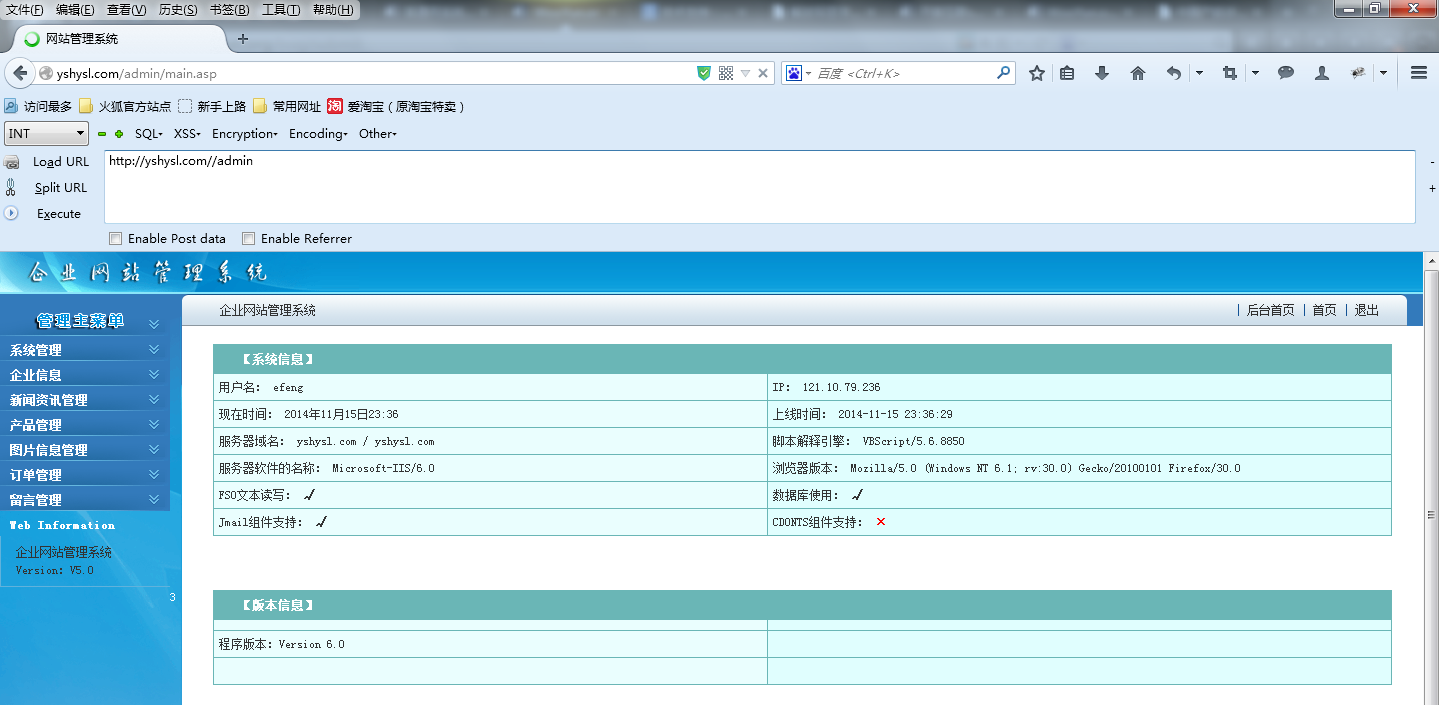 文件(F) 编辑(E) 查看(V) 历史(S) 书签(B) 工具(T) 帮助(H)
网站管理系统
yshysl.com/admin/main.asp 百度 <Ctrl+K>
访问最多 火狐官方站点 新手上路 常用网址 淘 爱淘宝（原淘宝特卖）
INT SQL XSS Encryption Encoding Other
Load URL http://yshysl.com//admin
Split URL
Execute
Enable Post data Enable Referrer
企业网站管理系统
企业网站管理系统 后台首页 首页 退出
管理主菜单
系统管理
企业信息
新闻资讯管理
产品管理
图片信息管理
订单管理
留言管理
Web Information
企业网站管理系统
Version: V5.0
3
【系统信息】
用户名: efeng IP: 121.10.79.236
现在时间: 2014年11月15日23:36 上线时间: 2014-11-15 23:36:29
服务器域名: yshysl.com / yshysl.com 脚本解释引擎: VBScript/5.6.8850
服务器软件的名称: Microsoft-IIS/6.0 浏览器版本: Mozilla/5.0 (Windows NT 6.1; rv:30.0) Gecko/20100101 Firefox/30.0
FSO文本读写: ✓ 数据库使用: ✓
Jmail组件支持: ✓ CDONTS组件支持: ×
【版本信息】
程序版本: Version 6.0